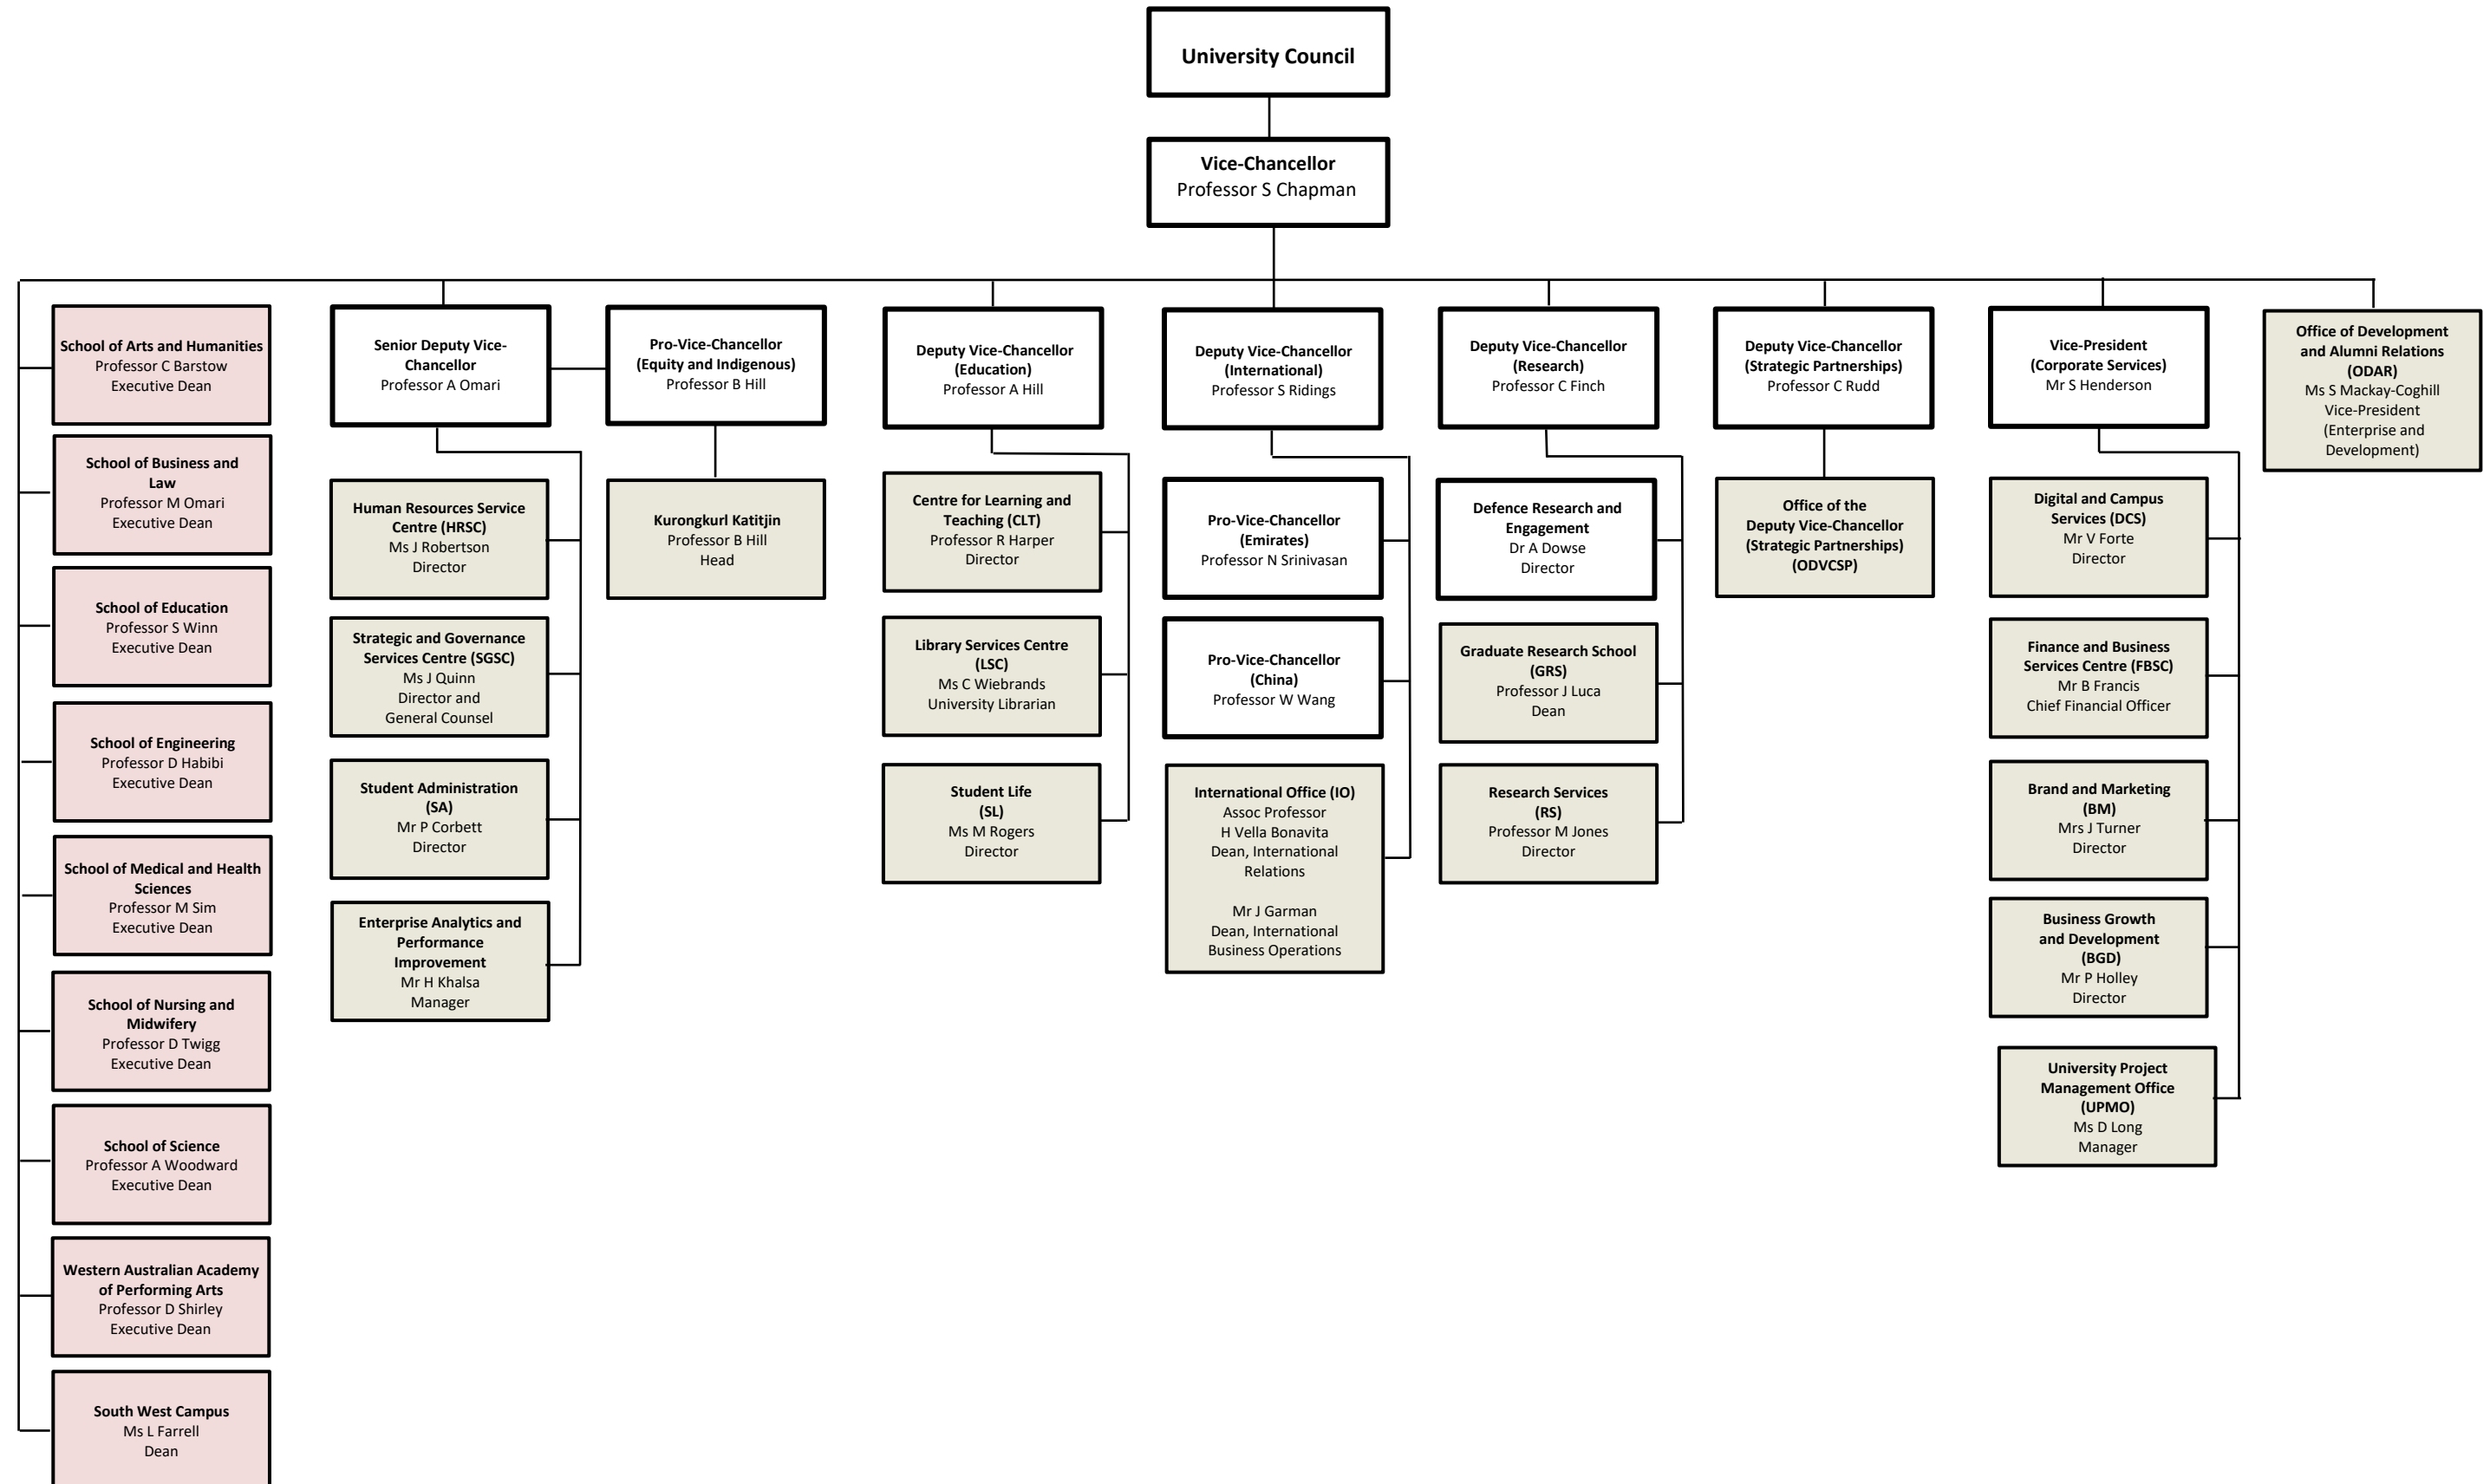 University Council
Vice-Chancellor
Professor S Chapman
School of Arts and Humanities
Professor C Barstow
Executive Dean
School of Business and
Law
Professor M Omari
Executive Dean
School of Education
Professor S Winn
Executive Dean
School of Engineering
Professor D Habibi
Executive Dean
School of Medical and Health
Sciences
Professor M Sim
Executive Dean
School of Nursing and
Midwifery
Professor D Twigg
Executive Dean
School of Science
Professor A Woodward
Executive Dean
Western Australian Academy
of Performing Arts
Professor D Shirley
Executive Dean
South West Campus
Ms L Farrell
Dean
Senior Deputy Vice-
Chancellor
Professor A Omari
Human Resources Service
Centre (HRSC)
Ms J Robertson
Director
Strategic and Governance
Services Centre (SGSC)
Ms J Quinn
Director and
General Counsel
Student Administration
(SA)
Mr P Corbett
Director
Enterprise Analytics and
Performance
Improvement
Mr H Khalsa
Manager
Pro-Vice-Chancellor
(Equity and Indigenous)
Professor B Hill
Kurongkurl Katitjin
Professor B Hill
Head
Deputy Vice-Chancellor
(Education)
Professor A Hill
Centre for Learning and
Teaching (CLT)
Professor R Harper
Director
Library Services Centre
(LSC)
Ms C Wiebrands
University Librarian
Student Life
(SL)
Ms M Rogers
Director
Deputy Vice-Chancellor
(International)
Professor S Ridings
Pro-Vice-Chancellor
(Emirates)
Professor N Srinivasan
Pro-Vice-Chancellor
(China)
Professor W Wang
International Office (IO)
Assoc Professor
H Vella Bonavita
Dean, International
Relations
Mr J Garman
Dean, International
Business Operations
Deputy Vice-Chancellor
(Research)
Professor C Finch
Defence Research and
Engagement
Dr A Dowse
Director
Graduate Research School
(GRS)
Professor J Luca
Dean
Research Services
(RS)
Professor M Jones
Director
Deputy Vice-Chancellor
(Strategic Partnerships)
Professor C Rudd
Office of the
Deputy Vice-Chancellor
(Strategic Partnerships)
(ODVCSP)
Vice-President
(Corporate Services)
Mr S Henderson
Digital and Campus
Services (DCS)
Mr V Forte
Director
Finance and Business
Services Centre (FBSC)
Mr B Francis
Chief Financial Officer
Brand and Marketing
(BM)
Mrs J Turner
Director
Business Growth
and Development
(BGD)
Mr P Holley
Director
University Project
Management Office
(UPMO)
Ms D Long
Manager
Office of Development
and Alumni Relations
(ODAR)
Ms S Mackay-Coghill
Vice-President
(Enterprise and
Development)